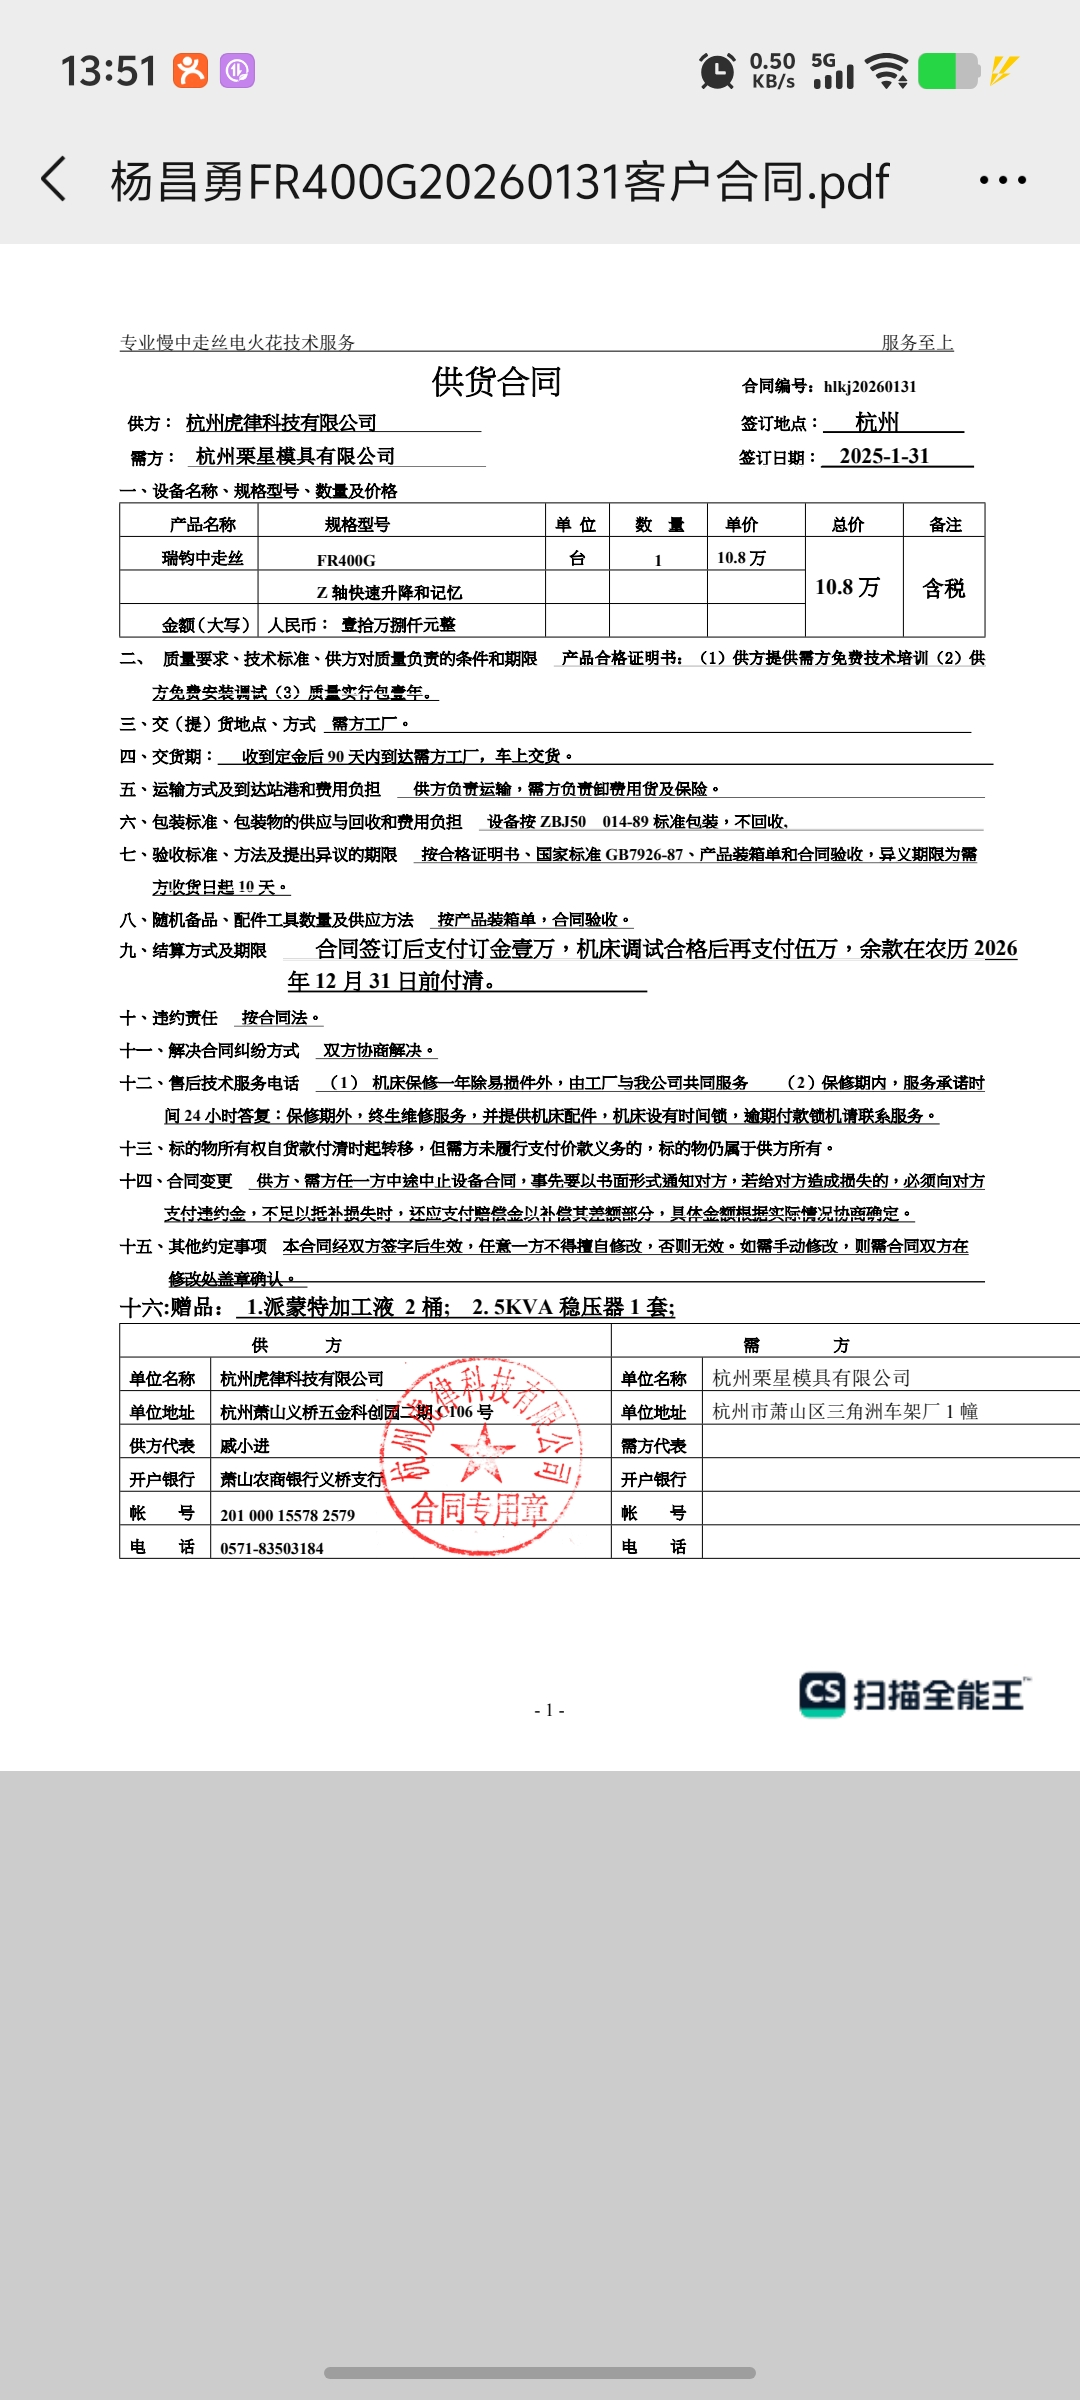 13:51
0.50 KB/s 5G
杨昌勇FR400G20260131客户合同.pdf
专业慢中走丝电火花技术服务 服务至上
供货合同
合同编号：hlkj20260131
供方：杭州虎律科技有限公司 签订地点：杭州
需方：杭州栗星模具有限公司 签订日期：2025-1-31
一、设备名称、规格型号、数量及价格
产品名称 规格型号 单 位 数 量 单价 总价 备注
瑞钧中走丝 FR400G 台 1 10.8 万 10.8 万 含税
Z 轴快速升降和记忆
金额（大写） 人民币： 壹拾万捌仟元整
二、 质量要求、技术标准、供方对质量负责的条件和期限 产品合格证明书：（1）供方提供需方免费技术培训（2）供
方免费安装调试（3）质量实行包壹年。
三、交（提）货地点、方式 需方工厂。
四、交货期： 收到定金后 90 天内到达需方工厂，车上交货。
五、运输方式及到达站港和费用负担 供方负责运输，需方负责卸费用货及保险。
六、包装标准、包装物的供应与回收和费用负担 设备按 ZBJ50 014-89 标准包装，不回收,
七、验收标准、方法及提出异议的期限 按合格证明书、国家标准 GB7926-87、产品装箱单和合同验收，异义期限为需
方收货日起 10 天。
八、随机备品、配件工具数量及供应方法 按产品装箱单，合同验收。
九、结算方式及期限 合同签订后支付订金壹万，机床调试合格后再支付伍万，余款在农历 2026
年 12 月 31 日前付清。
十、违约责任 按合同法。
十一、解决合同纠纷方式 双方协商解决。
十二、售后技术服务电话 （1） 机床保修一年除易损件外，由工厂与我公司共同服务 （2）保修期内，服务承诺时
间 24 小时答复：保修期外，终生维修服务，并提供机床配件，机床设有时间锁，逾期付款锁机请联系服务。
十三、标的物所有权自货款付清时起转移，但需方未履行支付价款义务的，标的物仍属于供方所有。
十四、合同变更 供方、需方任一方中途中止设备合同，事先要以书面形式通知对方，若给对方造成损失的，必须向对方
支付违约金，不足以抵补损失时，还应支付赔偿金以补偿其差额部分，具体金额根据实际情况协商确定。
十五、其他约定事项 本合同经双方签字后生效，任意一方不得擅自修改，否则无效。如需手动修改，则需合同双方在
修改处盖章确认。
十六:赠品： 1.派蒙特加工液 2 桶; 2. 5KVA 稳压器 1 套;
供 方 需 方
单位名称 杭州虎律科技有限公司 单位名称 杭州栗星模具有限公司
单位地址 杭州萧山义桥五金科创园二期 C106 号 单位地址 杭州市萧山区三角洲车架厂 1 幢
供方代表 戚小进 需方代表
开户银行 萧山农商银行义桥支行 开户银行
帐 号 201 000 15578 2579 帐 号
电 话 0571-83503184 电 话
杭州虎律科技有限公司
合同专用章
- 1 -
CS 扫描全能王™